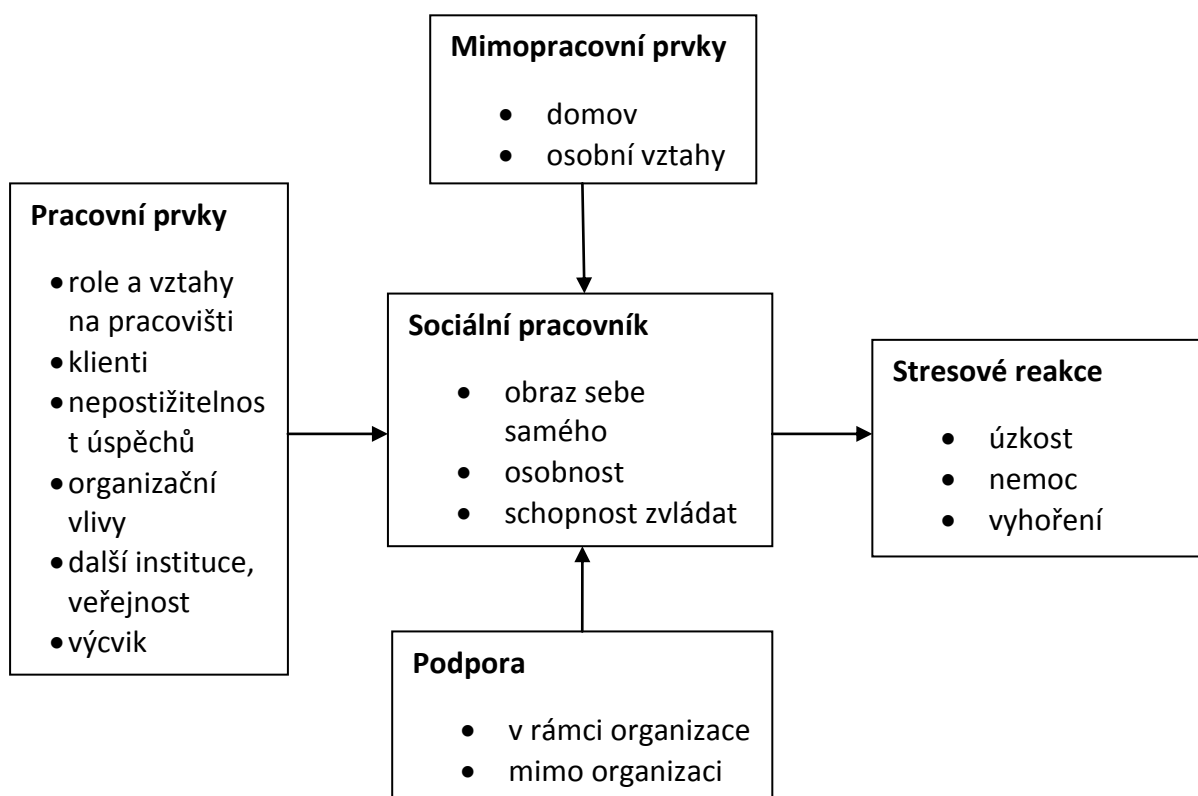 Mimopracovní prvky
• domov
• osobní vztahy
Pracovní prvky
• role a vztahy
na pracovišti
• klienti
• nepostižitelnos
t úspěchů
• organizační
vlivy
• další instituce,
veřejnost
• výcvik
Sociální pracovník
• obraz sebe
samého
• osobnost
• schopnost zvládat
Stresové reakce
• úzkost
• nemoc
• vyhoření
Podpora
• v rámci organizace
• mimo organizaci